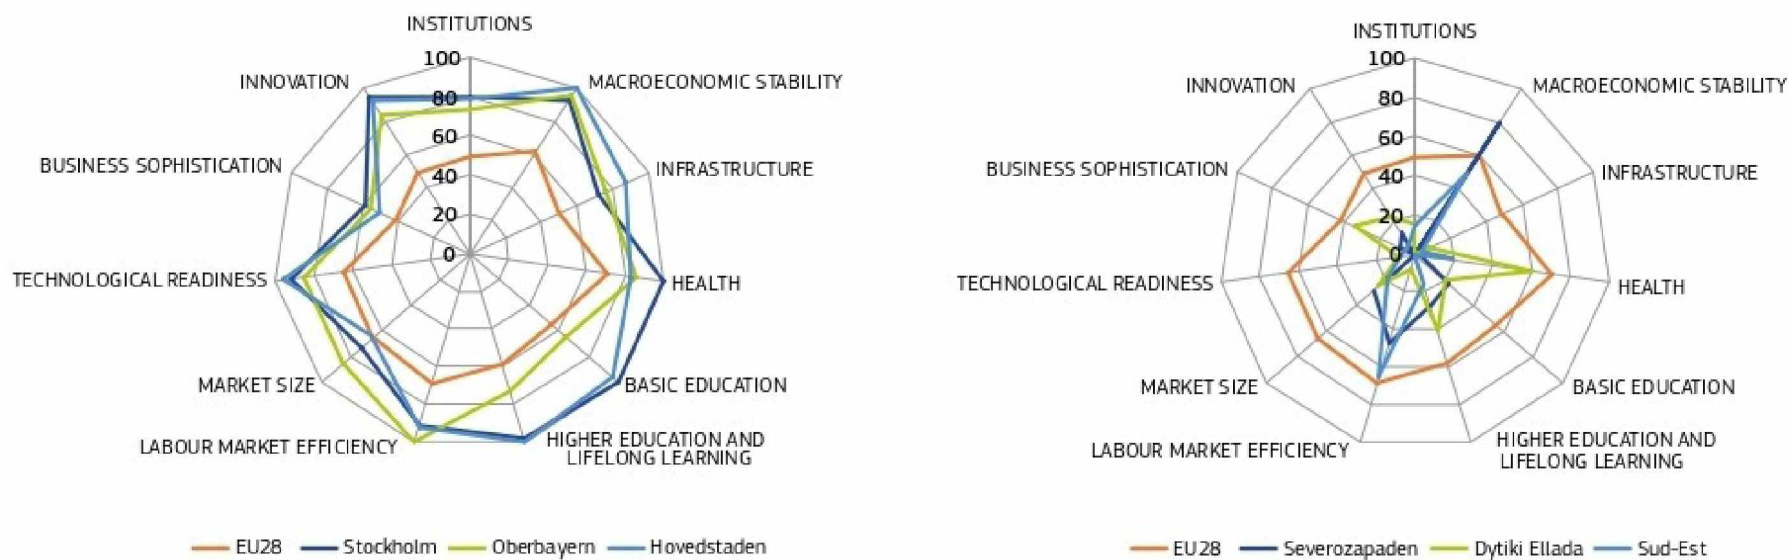 INSTITUTIONS
100
INNOVATION
MACROECONOMIC STABILITY
80
60
BUSINESS SOPHISTICATION
INFRASTRUCTURE
40
20
0
TECHNOLOGICAL READINESS
HEALTH
MARKET SIZE
BASIC EDUCATION
LABOUR MARKET EFFICIENCY
HIGHER EDUCATION AND
LIFELONG LEARNING
EU28
Stockholm
Oberbayern
Hovedstaden
INSTITUTIONS
100
INNOVATION
MACROECONOMIC STABILITY
80
60
BUSINESS SOPHISTICATION
INFRASTRUCTURE
40
20
0
TECHNOLOGICAL READINESS
HEALTH
MARKET SIZE
BASIC EDUCATION
LABOUR MARKET EFFICIENCY
HIGHER EDUCATION AND
LIFELONG LEARNING
EU28
Severozapaden
Dytiki Ellada
Sud-Est